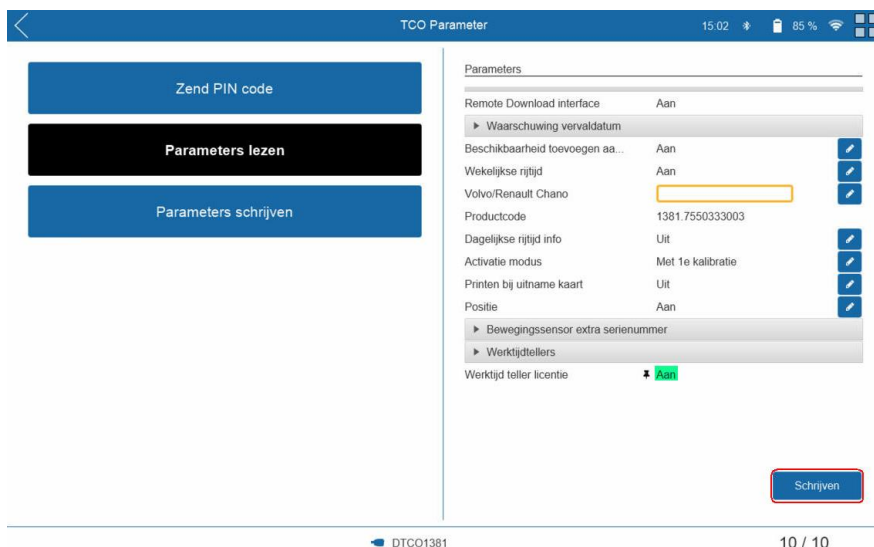 TCO Parameter
15.02
85 %
Zend PIN code
Parameters lezen
Parameters schrijven
Parameters
Remote Download interface Aan
Waarschuwing vervaldatum
Beschikbaarheid toevoegen aa... Aan
Wekelijkse rijtijd Aan
Volvo/Renault Chano
Productcode 1381.7550333003
Dagelijkse rijtijd info Uit
Activatie modus Met 1e kalibratie
Printen bij uitname kaart Uit
Positie Aan
Bewegingssensor extra serienummer
Werktijdtellers
Werktijd teller licentie Aan
Schrijven
DTCO1381
10 / 10